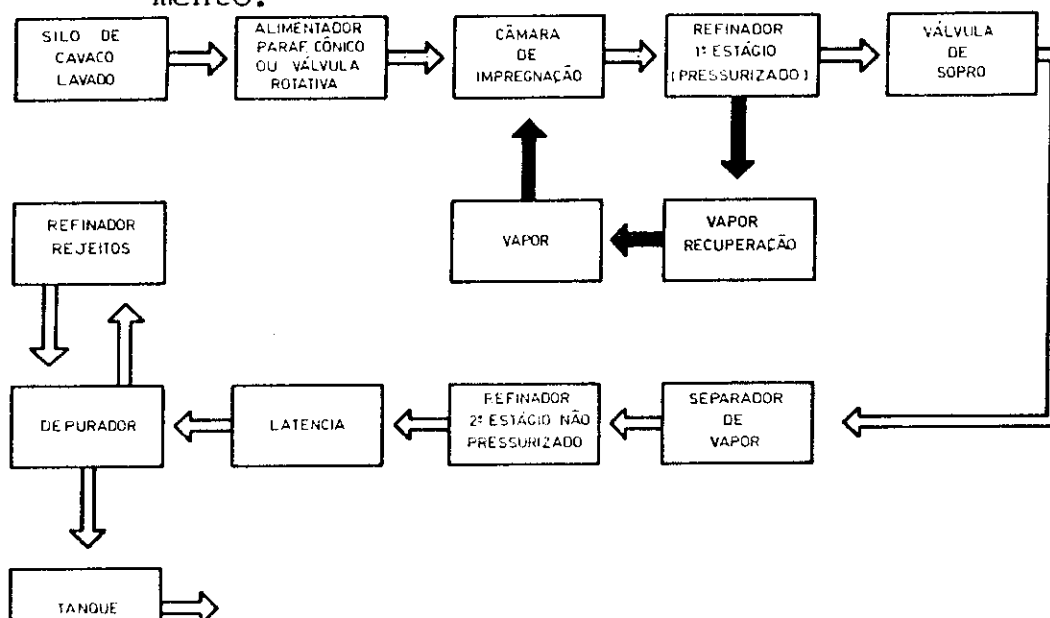 mento.
SILO DE
CAVACO
LAVADO
ALIMENTADOR
PARAF. CÔNICO
OU VÁLVULA
ROTATIVA
CÂMARA
DE
IMPREGNAÇÃO
REFINADOR
1º ESTÁGIO
(PRESSURIZADO)
VÁLVULA
DE
SOPRO
REFINADOR
REJEITOS
VAPOR
VAPOR
RECUPERAÇÃO
DEPURADOR
LATENCIA
REFINADOR
2º ESTÁGIO NÃO
PRESSURIZADO
SEPARADOR
DE
VAPOR
TANQUE